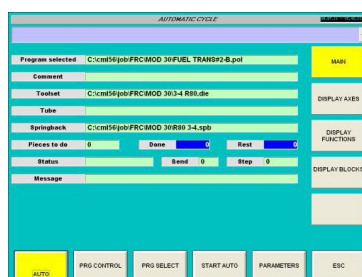 AUTOMATIC CYCLE
Program selected C:\cml56\job\FRC\MOD 30\FUEL TRANS#2-B.pol
MAIN
Comment
Toolset C:\cml56\job\FRC\MOD 30\3-4 R80.die
DISPLAY AXES
Tube
Springback C:\cml56\job\FRC\MOD 30\R80 3-4.spb
DISPLAY FUNCTIONS
Pieces to do 0 Done 0 Rest 0
Status Bend 0 Step 0
DISPLAY BLOCKS
Message
AUTO PRG CONTROL PRG SELECT START AUTO PARAMETERS ESC